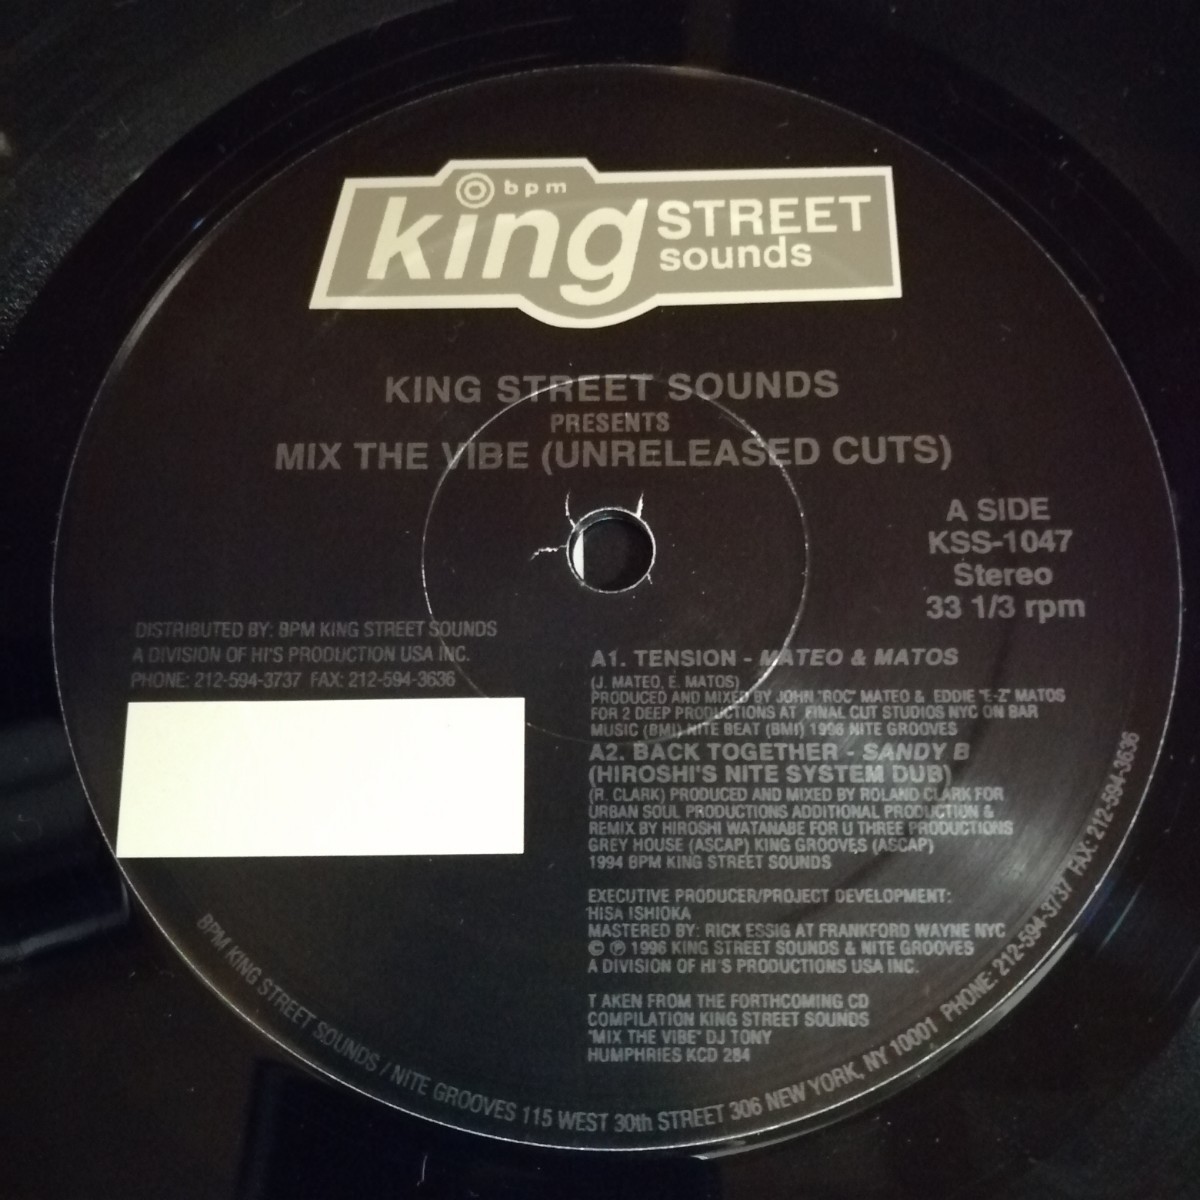 bpm
king STREET
sounds
KING STREET SOUNDS
PRESENTS
MIX THE VIBE (UNRELEASED CUTS)
A SIDE
KSS-1047
Stereo
33 1/3 rpm
DISTRIBUTED BY: BPM KING STREET SOUNDS
A DIVISION OF HI'S PRODUCTION USA INC.
PHONE: 212-594-3737 FAX: 212-594-3636
A1. TENSION - MATEO & MATOS
(J. MATEO, E. MATOS)
PRODUCED AND MIXED BY JOHN "ROC" MATEO & EDDIE "E-Z" MATOS
FOR 2 DEEP PRODUCTIONS AT FINAL CUT STUDIOS NYC ON BAR
MUSIC (BMI) NITE BEAT (BMI) 1996 NITE GROOVES
A2. BACK TOGETHER - SANDY B
(HIROSHI'S NITE SYSTEM DUB)
(R. CLARK) PRODUCED AND MIXED BY ROLAND CLARK FOR
URBAN SOUL PRODUCTIONS ADDITIONAL PRODUCTION &
REMIX BY HIROSHI WATANABE FOR U THREE PRODUCTIONS
GREY HOUSE (ASCAP) KING GROOVES (ASCAP)
1994 BPM KING STREET SOUNDS
EXECUTIVE PRODUCER/PROJECT DEVELOPMENT:
'HISA ISHIOKA
MASTERED BY: RICK ESSIG AT FRANKFORD WAYNE NYC
© ℗ 1996 KING STREET SOUNDS & NITE GROOVES
A DIVISION OF HI'S PRODUCTIONS USA INC.
T AKEN FROM THE FORTHCOMING CD
COMPILATION KING STREET SOUNDS
"MIX THE VIBE" DJ TONY
HUMPHRIES KCD 284
BPM KING STREET SOUNDS / NITE GROOVES 115 WEST 30th STREET 306 NEW YORK, NY 10001 PHONE: 212-594-3737 FAX: 212-594-3636